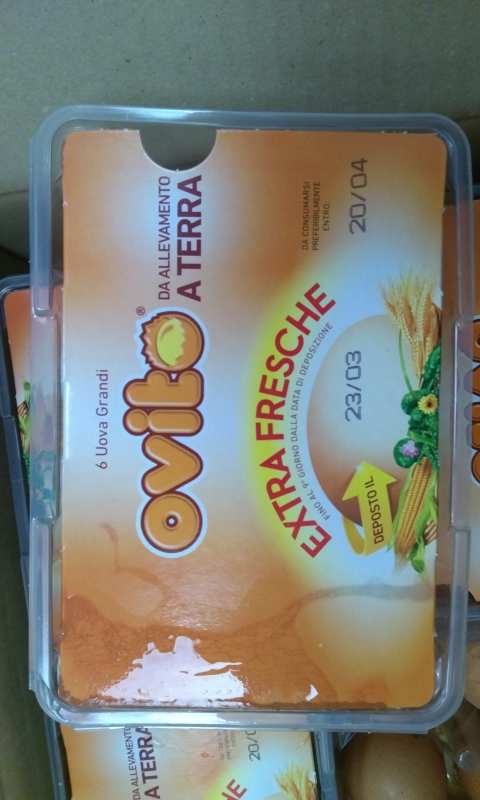 6 Uova Grandi
ovito®
DA ALLEVAMENTO
A TERRA
EXTRA FRESCHE
FINO AL 9° GIORNO DALLA DATA DI DEPOSIZIONE
DEPOSTO IL
23/03
DA CONSUMARSI
PREFERIBILMENTE
ENTRO:
20/04
DA ALLEVAMENTO
A TERRA